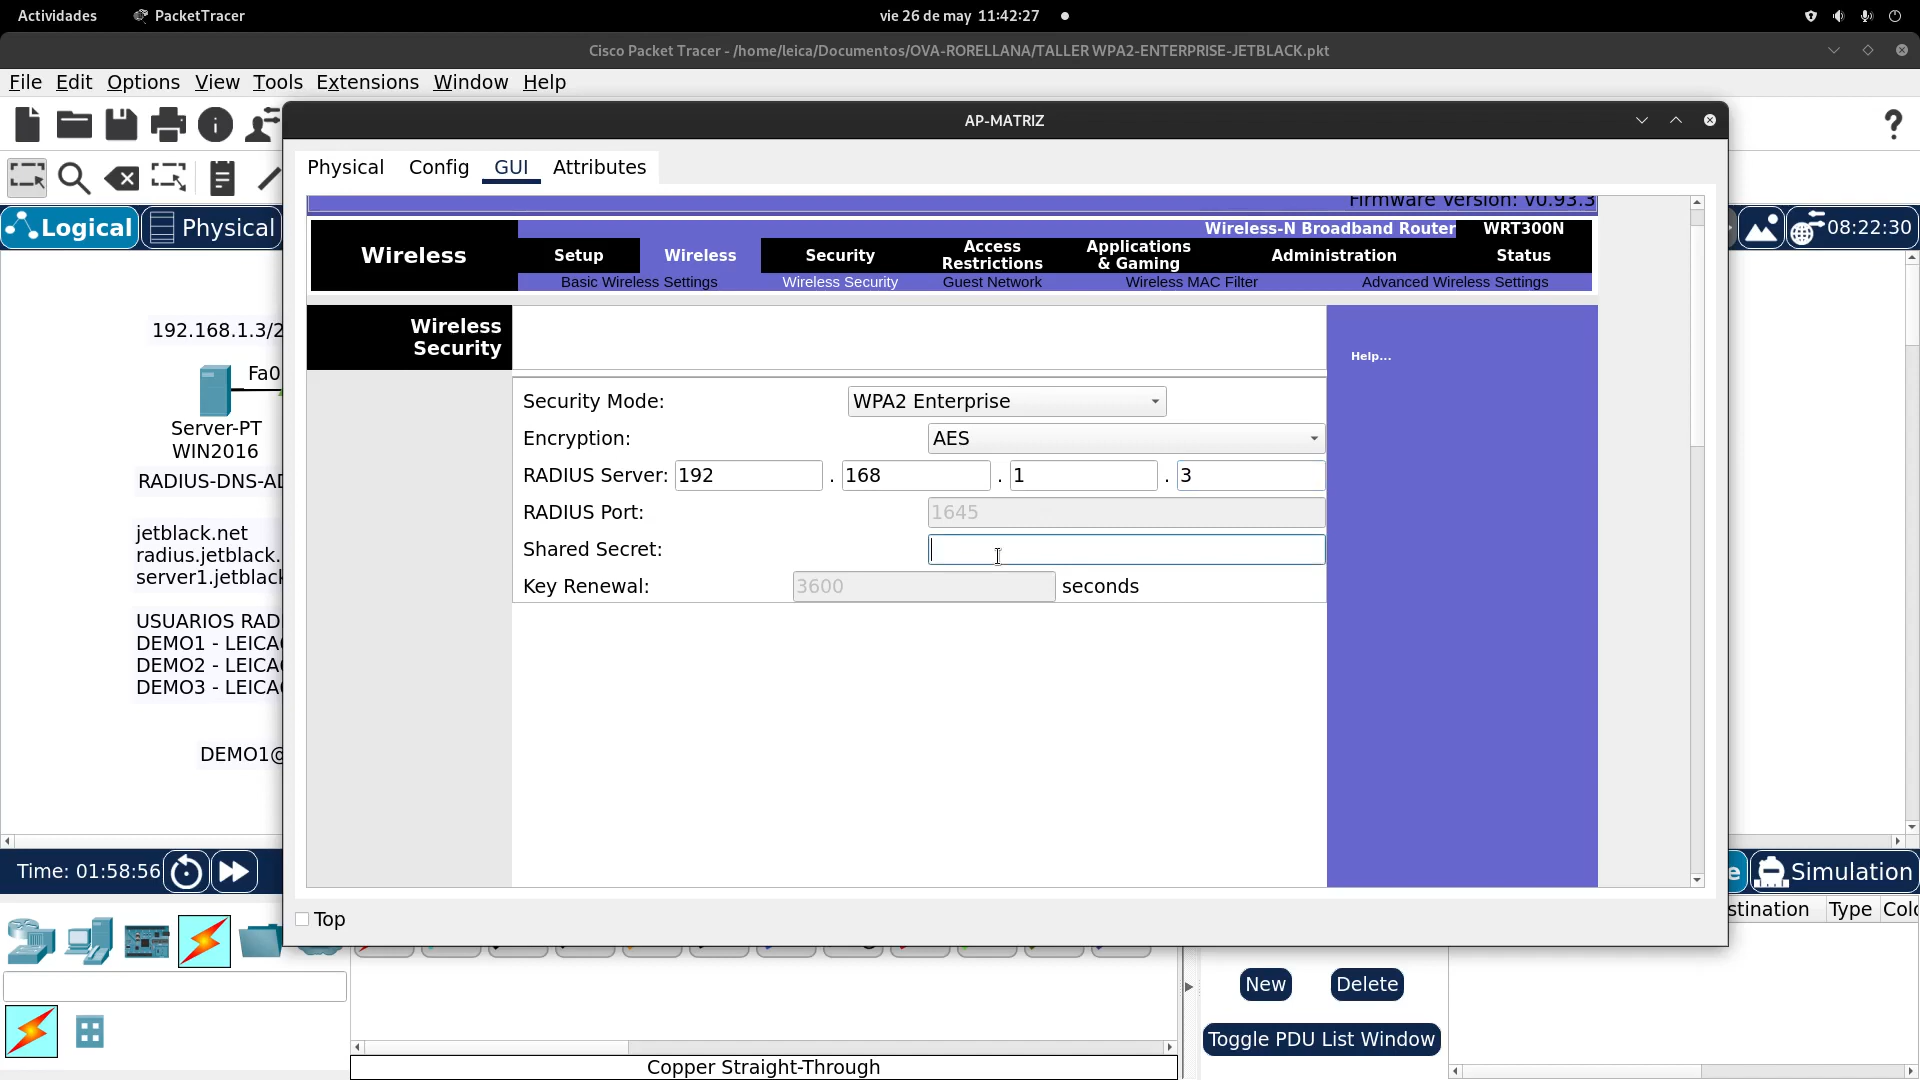 Actividades PacketTracer vie 26 de may 11:42:27
Cisco Packet Tracer - /home/leica/Documentos/OVA-RORELLANA/TALLER WPA2-ENTERPRISE-JETBLACK.pkt
File Edit Options View Tools Extensions Window Help
AP-MATRIZ
Physical Config GUI Attributes
Logical Physical
08:22:30
Firmware Version: v0.93.3
Wireless-N Broadband Router WRT300N
Wireless
Setup Wireless Security Access Restrictions Applications & Gaming Administration Status
Basic Wireless Settings Wireless Security Guest Network Wireless MAC Filter Advanced Wireless Settings
Wireless
Security
Help...
Security Mode: WPA2 Enterprise
Encryption: AES
RADIUS Server: 192 . 168 . 1 . 3
RADIUS Port: 1645
Shared Secret:
Key Renewal: 3600 seconds
192.168.1.3/2
Fa0
Server-PT
WIN2016
RADIUS-DNS-AD
jetblack.net
radius.jetblack.
server1.jetblack
USUARIOS RAD
DEMO1 - LEICA
DEMO2 - LEICA
DEMO3 - LEICA
DEMO1@
Top
Time: 01:58:56
e Simulation
stination Type Colo
New Delete
Toggle PDU List Window
Copper Straight-Through